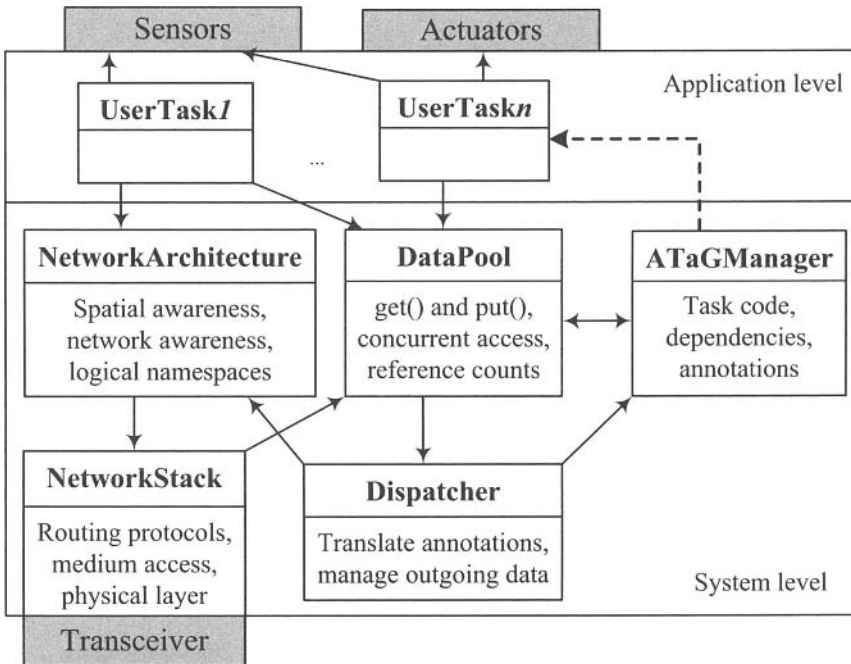 Sensors
Actuators
Application level
UserTask1
UserTaskn
...
NetworkArchitecture
Spatial awareness,
network awareness,
logical namespaces
DataPool
get() and put(),
concurrent access,
reference counts
ATaGManager
Task code,
dependencies,
annotations
NetworkStack
Routing protocols,
medium access,
physical layer
Dispatcher
Translate annotations,
manage outgoing data
System level
Transceiver